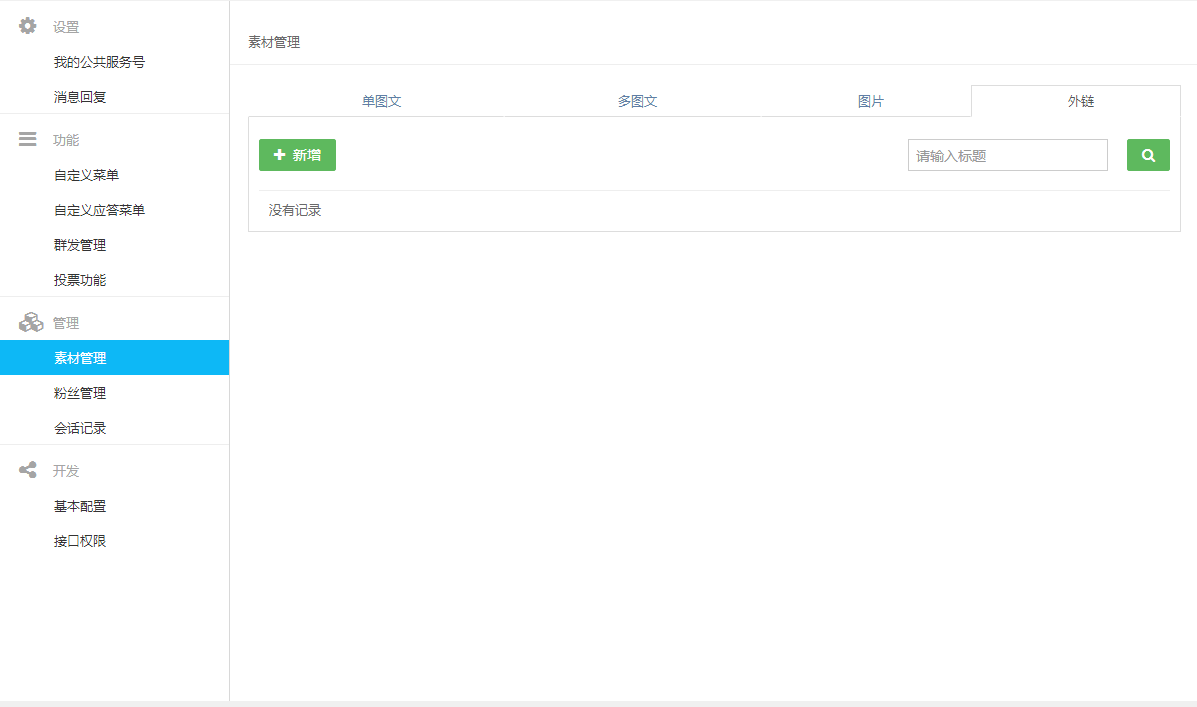 设置
我的公共服务号
消息回复
功能
自定义菜单
自定义应答菜单
群发管理
投票功能
管理
素材管理
粉丝管理
会话记录
开发
基本配置
接口权限
素材管理
单图文 多图文 图片 外链
新增 请输入标题
没有记录